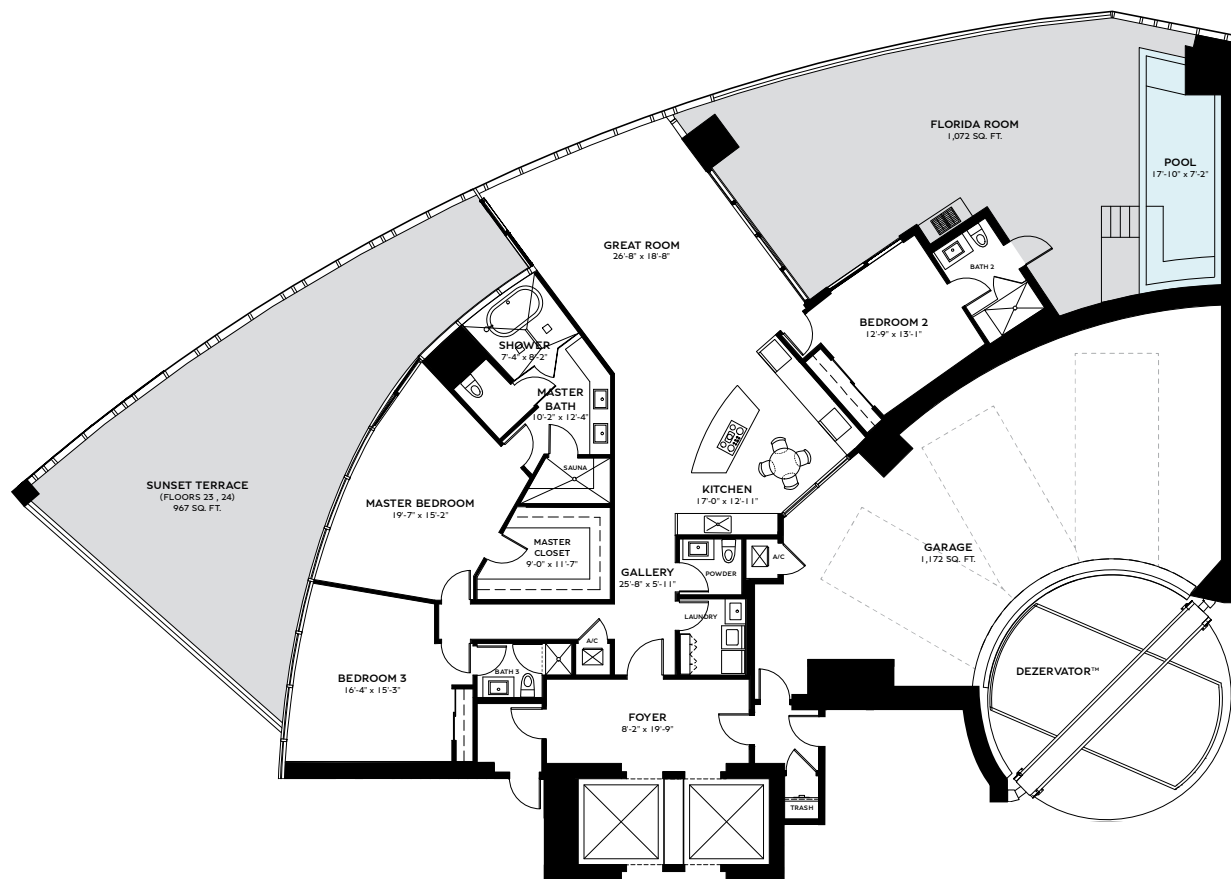 FLORIDA ROOM
1,072 SQ. FT.
POOL
17'-10" x 7'-2"
GREAT ROOM
26'-8" x 18'-8"
BATH 2
BEDROOM 2
12'-9" x 13'-1"
SHOWER
7'-4" x 8'-2"
MASTER
BATH
10'-2" x 12'-4"
SAUNA
SUNSET TERRACE
(FLOORS 23 , 24)
967 SQ. FT.
MASTER BEDROOM
19'-7" x 15'-2"
KITCHEN
17'-0" x 12'-11"
MASTER
CLOSET
9'-0" x 11'-7"
GARAGE
1,172 SQ. FT.
A/C
GALLERY
25'-8" x 5'-11"
POWDER
LAUNDRY
A/C
BATH 3
BEDROOM 3
16'-4" x 15'-3"
DEZERVATOR™
FOYER
8'-2" x 19'-9"
TRASH